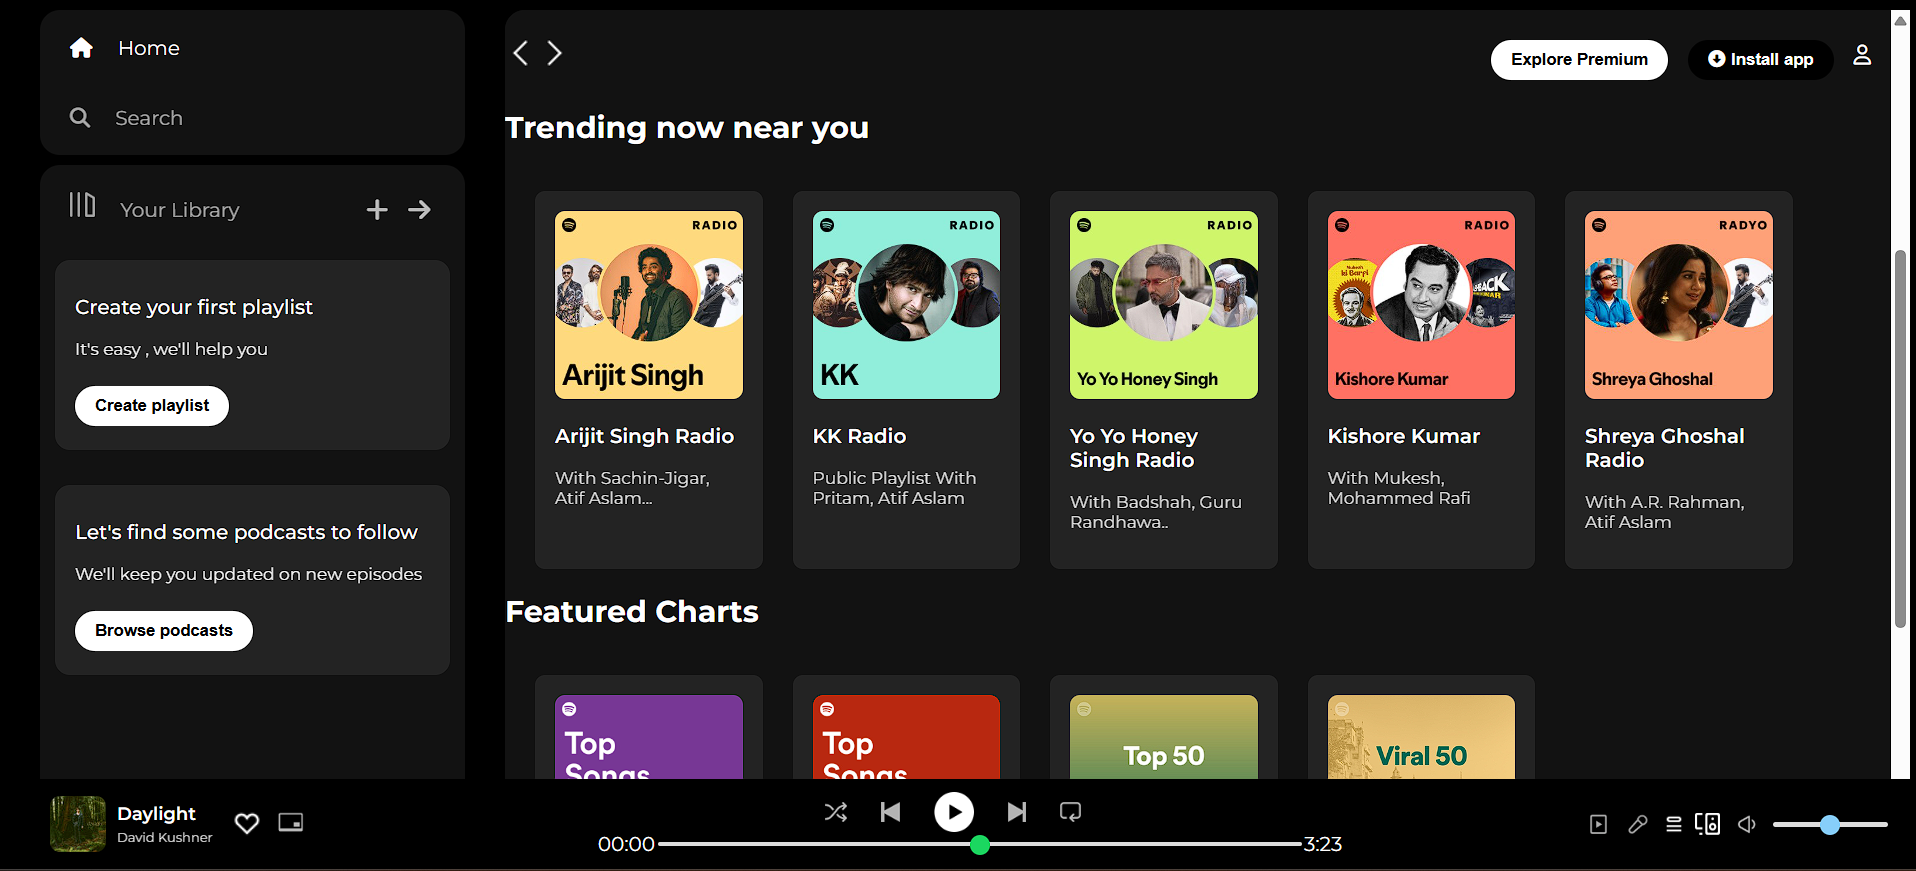 Home
Search
Your Library
Create your first playlist
It's easy , we'll help you
Create playlist
Let's find some podcasts to follow
We'll keep you updated on new episodes
Browse podcasts
Explore Premium
Install app
Trending now near you
RADIO
Arijit Singh
Arijit Singh Radio
With Sachin-Jigar,
Atif Aslam...
RADIO
KK
KK Radio
Public Playlist With
Pritam, Atif Aslam
RADIO
Yo Yo Honey Singh
Yo Yo Honey
Singh Radio
With Badshah, Guru
Randhawa..
RADIO
Mukesh
ki Barfi
Kishore Kumar
Kishore Kumar
With Mukesh,
Mohammed Rafi
RADYO
Shreya Ghoshal
Shreya Ghoshal
Radio
With A.R. Rahman,
Atif Aslam
Featured Charts
Top
Songs
Top
Songs
Top 50
Viral 50
Daylight
David Kushner
00:00
3:23